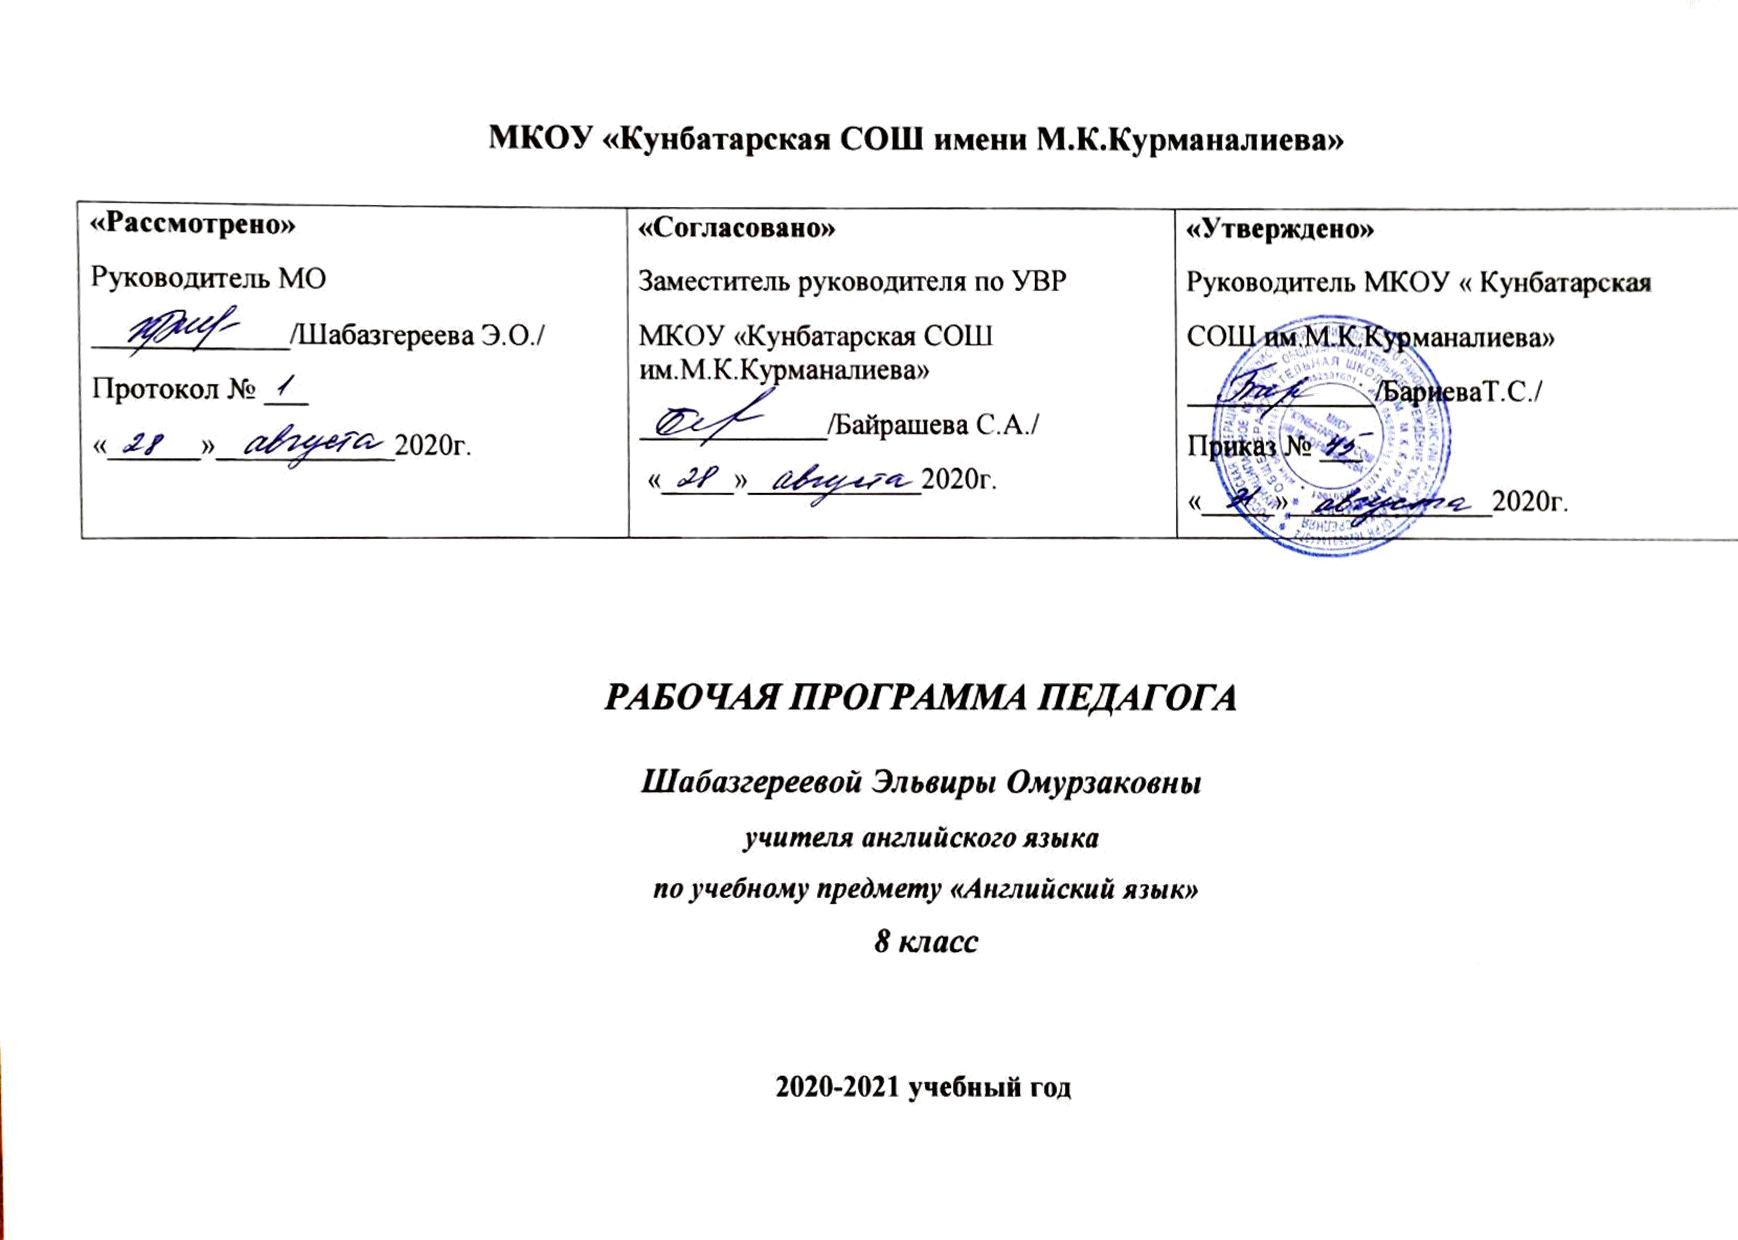 МКОУ «Кунбатарская СОШ имени М.К.Курманалиева»
«Рассмотрено»
Руководитель МО
/Шабазгереева Э.О./
Протокол № 1
«28» августа 2020г.
«Согласовано»
Заместитель руководителя по УВР
МКОУ «Кунбатарская СОШ
им.М.К.Курманалиева»
/Байрашева С.А./
«28» августа 2020г.
«Утверждено»
Руководитель МКОУ « Кунбатарская
СОШ им.М.К.Курманалиева»
/БариеваТ.С./
Приказ №
« » августа 2020г.
РАБОЧАЯ ПРОГРАММА ПЕДАГОГА
Шабазгереевой Эльвиры Омурзаковны
учителя английского языка
по учебному предмету «Английский язык»
8 класс
2020-2021 учебный год